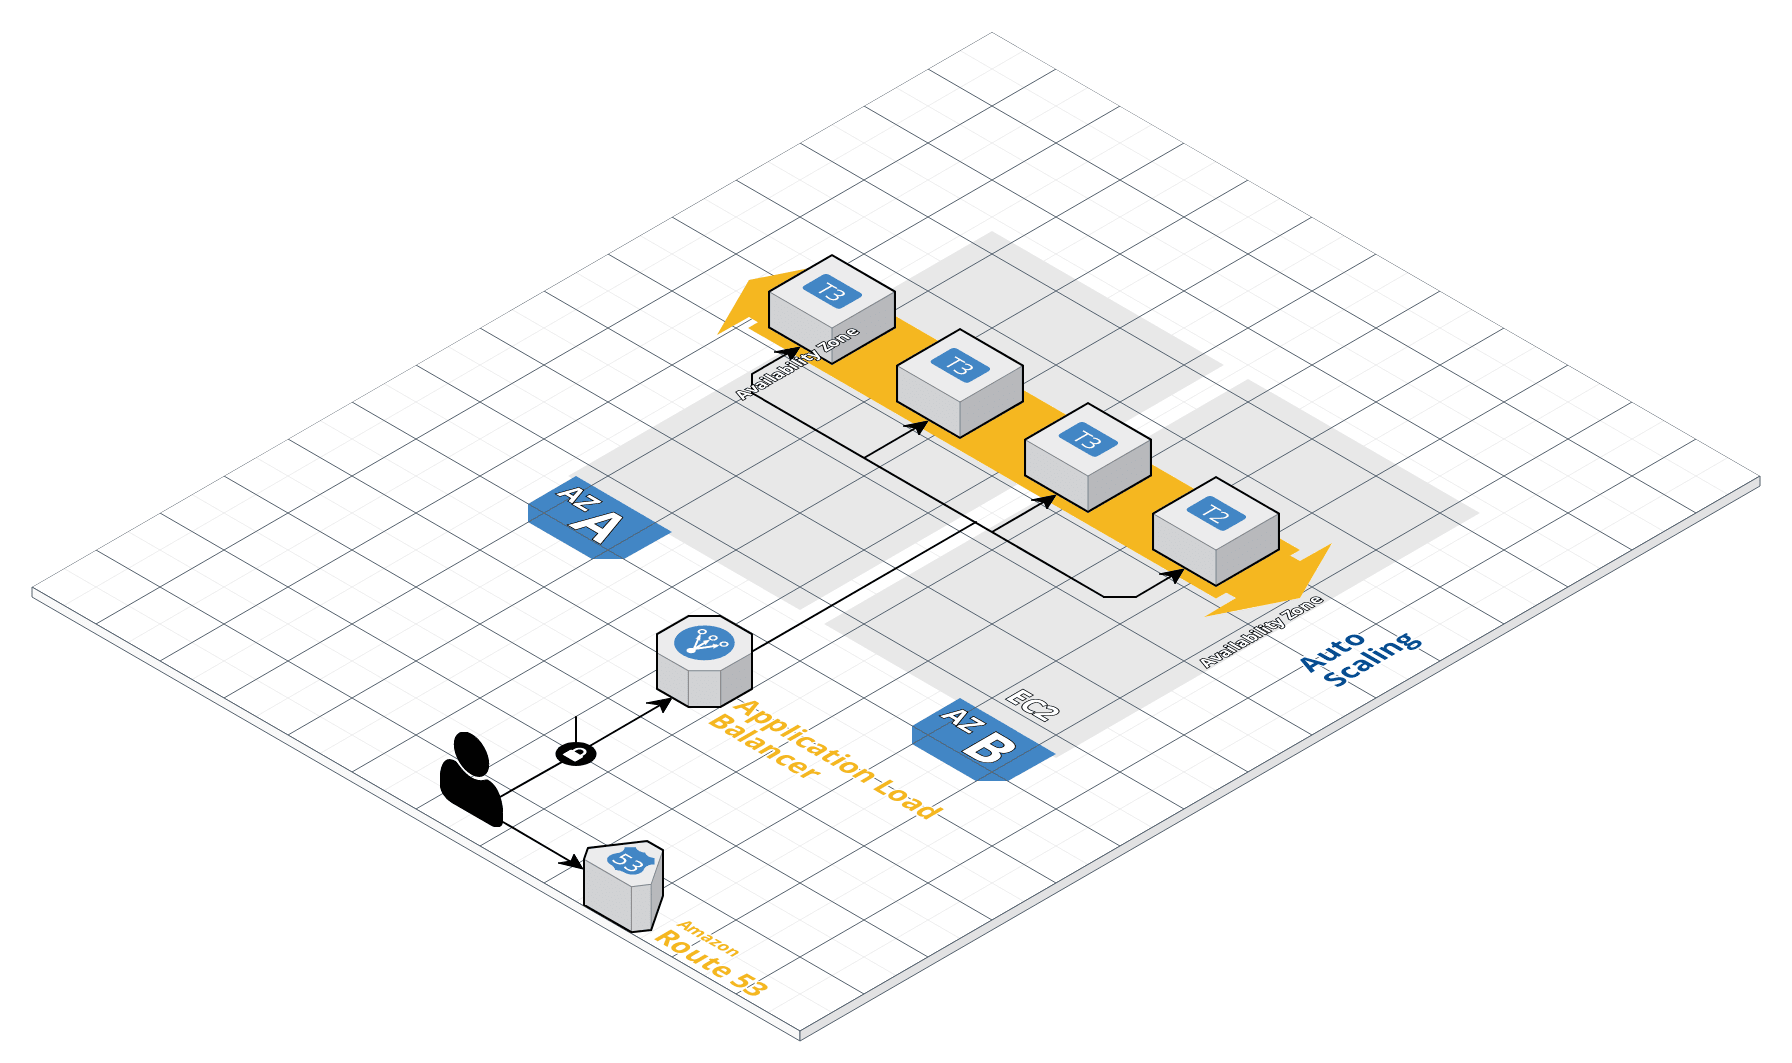 T3
T3
T3
T2
Availability Zone
AZ
A
Availability Zone
Auto
Scaling
EC2
AZ
B
Application Load
Balancer
53
Amazon
Route 53